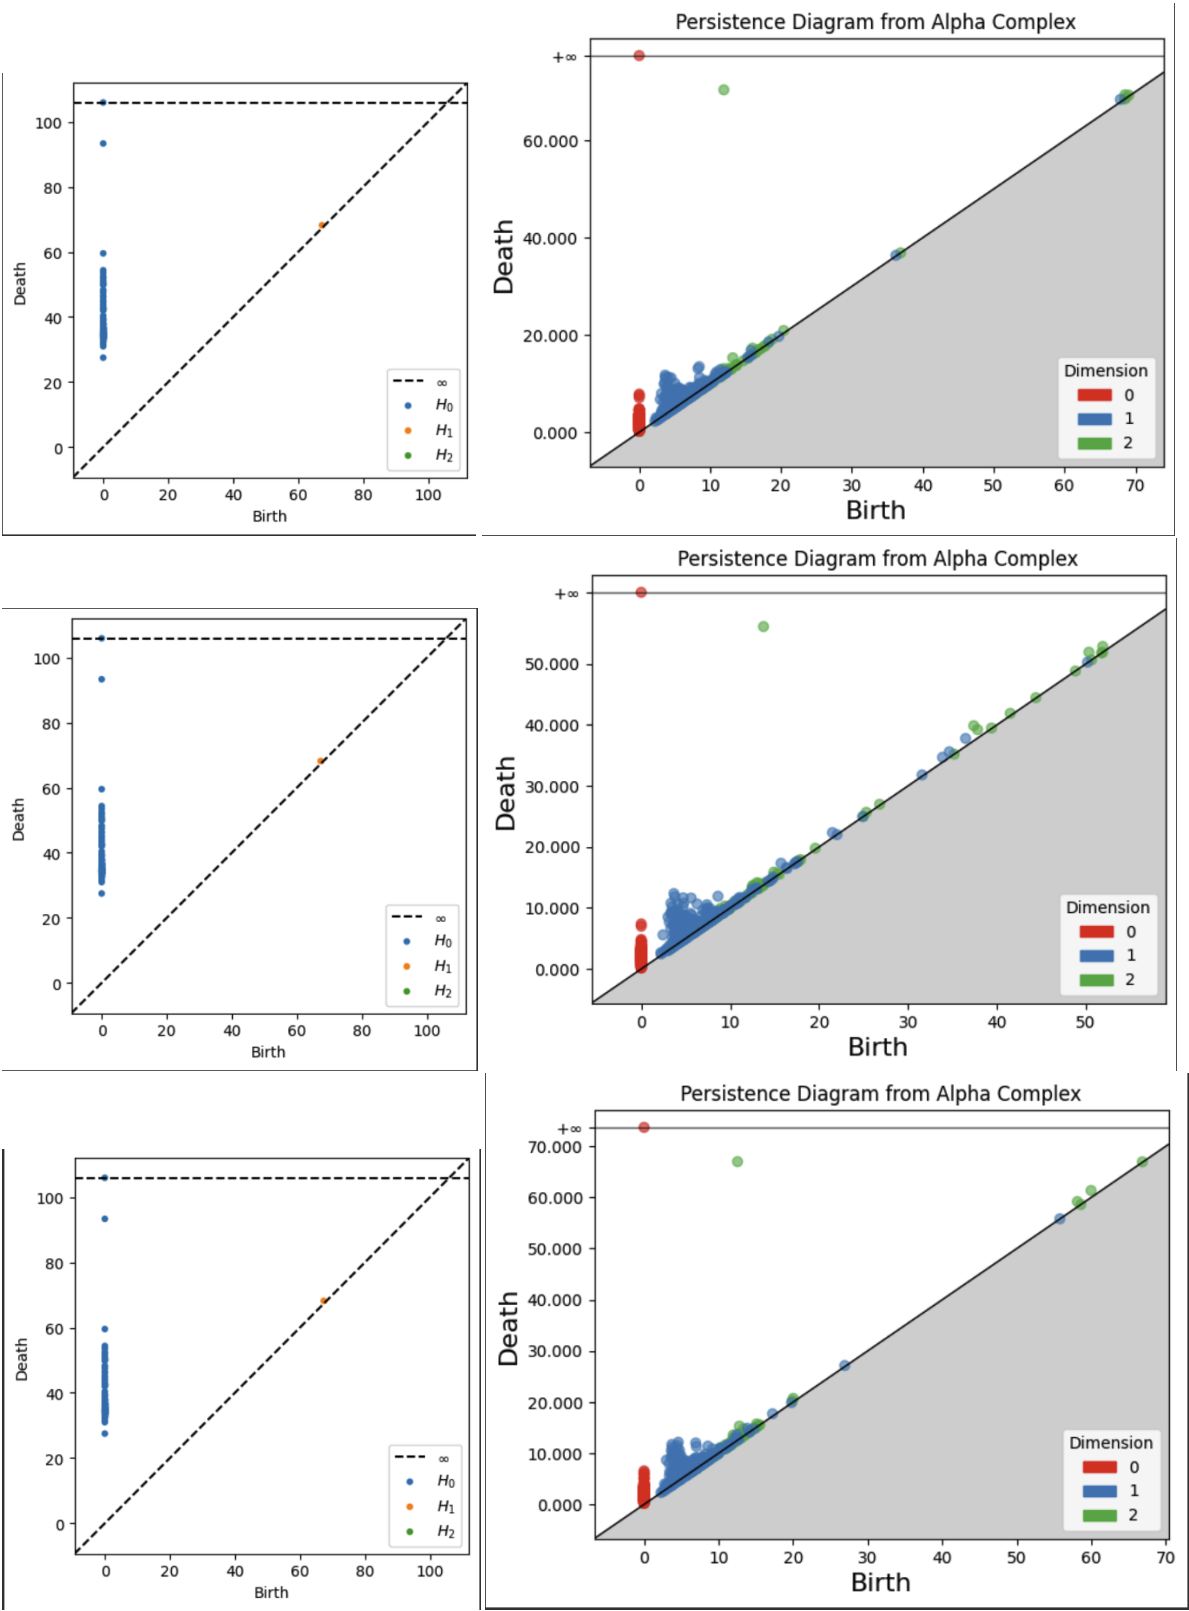 Persistence Diagram from Alpha Complex
+∞
60.000
40.000
20.000
0.000
Death
0 10 20 30 40 50 60 70
Birth
Dimension
0
1
2
100
80
60
40
20
0
Death
0 20 40 60 80 100
Birth
∞
H₀
H₁
H₂
Persistence Diagram from Alpha Complex
+∞
50.000
40.000
30.000
20.000
10.000
0.000
Death
0 10 20 30 40 50
Birth
Dimension
0
1
2
100
80
60
40
20
0
Death
0 20 40 60 80 100
Birth
∞
H₀
H₁
H₂
Persistence Diagram from Alpha Complex
+∞
70.000
60.000
50.000
40.000
30.000
20.000
10.000
0.000
Death
0 10 20 30 40 50 60 70
Birth
Dimension
0
1
2
100
80
60
40
20
0
Death
0 20 40 60 80 100
Birth
∞
H₀
H₁
H₂